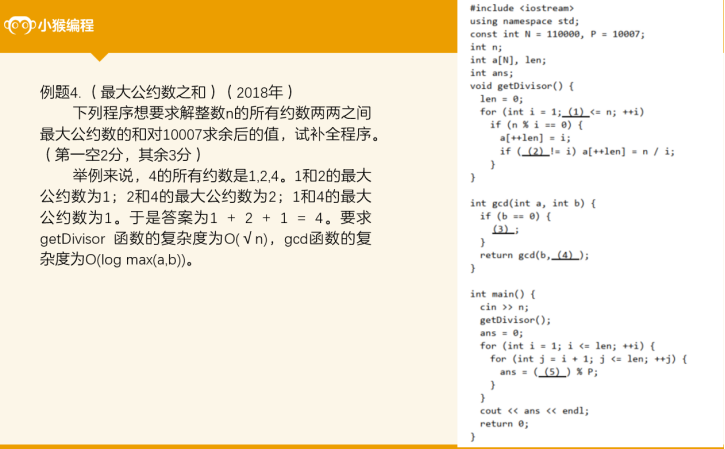 小猴编程
例题4.（最大公约数之和）（2018年）
下列程序想要求解整数n的所有约数两两之间
最大公约数的和对10007求余后的值，试补全程序。
（第一空2分，其余3分）
举例来说，4的所有约数是1,2,4。1和2的最大
公约数为1；2和4的最大公约数为2；1和4的最大
公约数为1。于是答案为1 + 2 + 1 = 4。要求
getDivisor 函数的复杂度为O(√n)，gcd函数的复
杂度为O(log max(a,b))。
#include <iostream>
using namespace std;
const int N = 110000, P = 10007;
int n;
int a[N], len;
int ans;
void getDivisor() {
len = 0;
for (int i = 1; (1) <= n; ++i)
if (n % i == 0) {
a[++len] = i;
if ( (2) != i) a[++len] = n / i;
}
}
int gcd(int a, int b) {
if (b == 0) {
(3) ;
}
return gcd(b, (4) );
}
int main() {
cin >> n;
getDivisor();
ans = 0;
for (int i = 1; i <= len; ++i) {
for (int j = i + 1; j <= len; ++j) {
ans = ( (5) ) % P;
}
}
cout << ans << endl;
return 0;
}